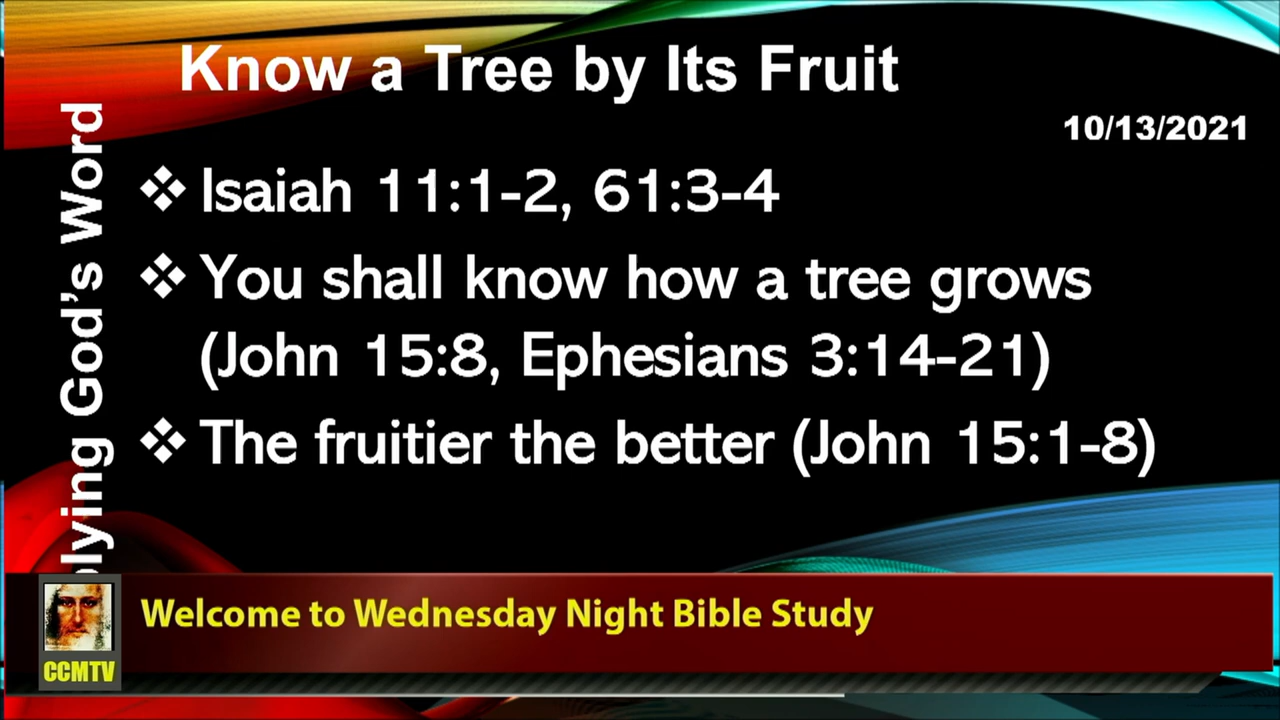 Know a Tree by Its Fruit
10/13/2021
God's Word
❖ Isaiah 11:1-2, 61:3-4
❖ You shall know how a tree grows
(John 15:8, Ephesians 3:14-21)
❖ The fruitier the better (John 15:1-8)
Welcome to Wednesday Night Bible Study
CCMTV